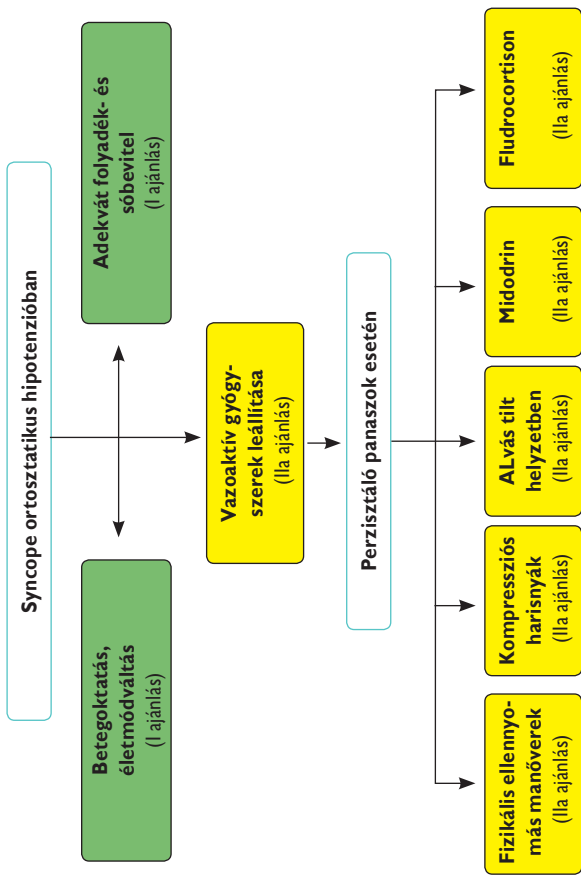 Syncope ortosztatikus hipotenzióban
Betegoktatás,
életmódváltás
(I ajánlás)
Adekvát folyadék- és
sóbevitel
(I ajánlás)
Vazoaktív gyógy-
szerek leállítása
(IIa ajánlás)
Perzisztáló panaszok esetén
Fizikális ellennyo-
más manőverek
(IIa ajánlás)
Kompressziós
harisnyák
(IIa ajánlás)
ALvás tilt
helyzetben
(IIa ajánlás)
Midodrin
(IIa ajánlás)
Fludrocortison
(IIa ajánlás)